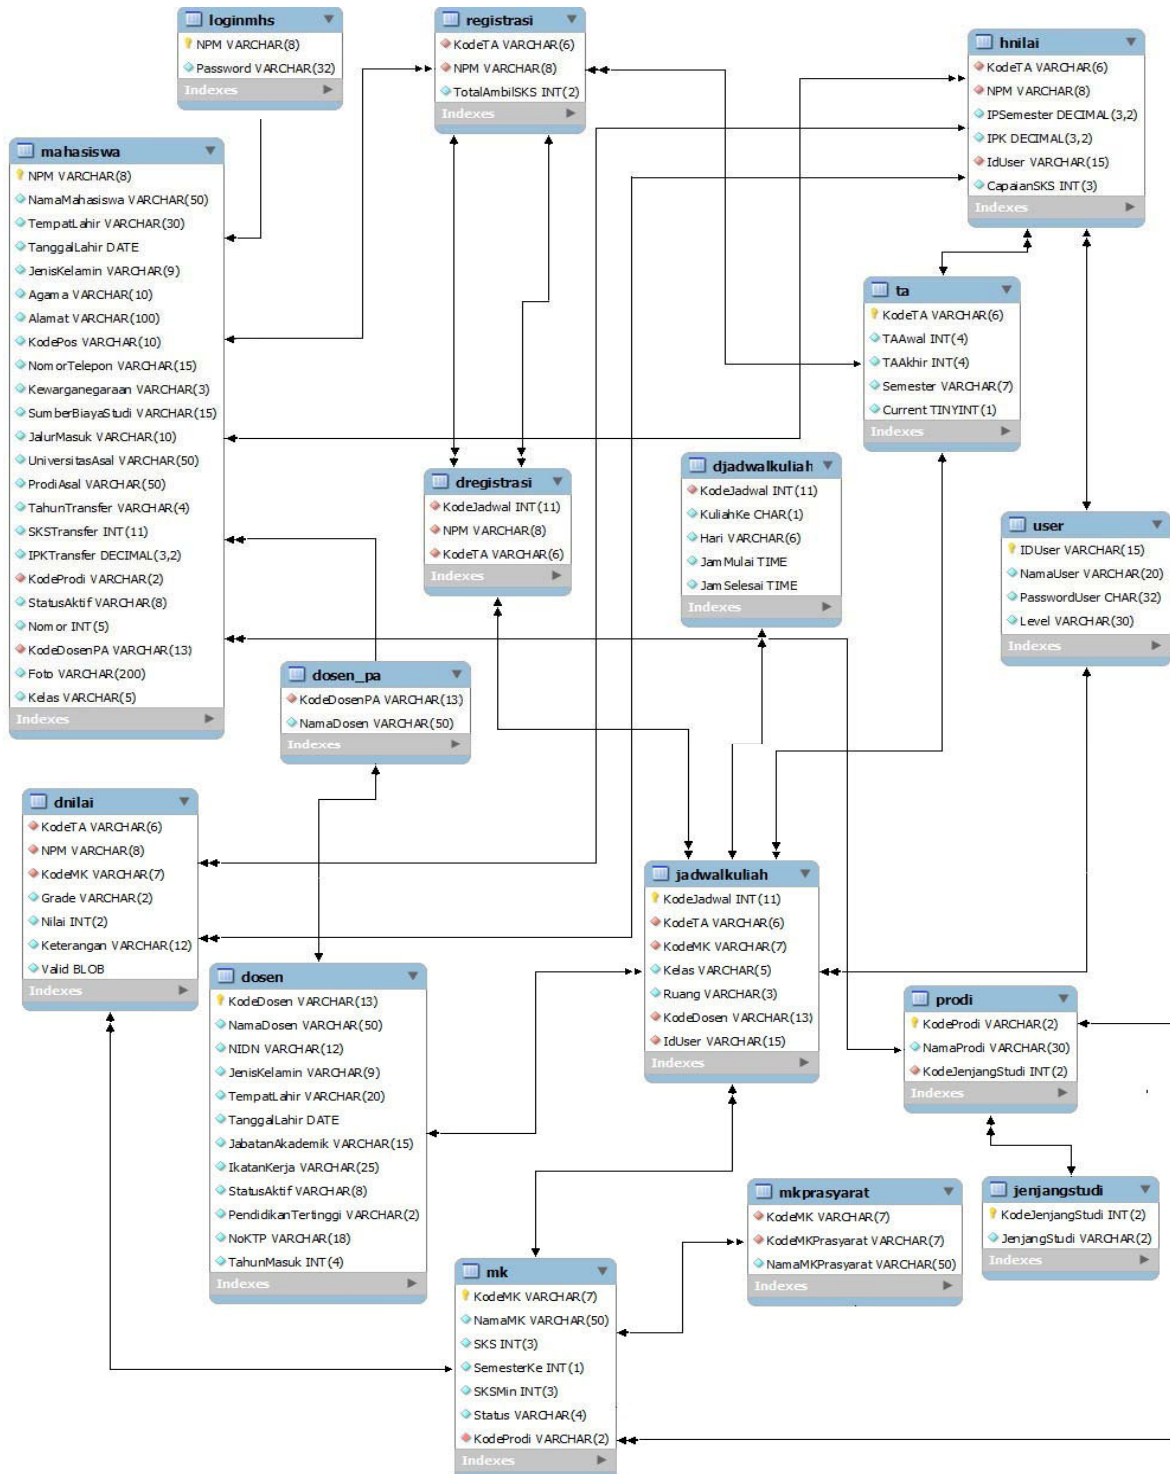 loginmhs
NPM VARCHAR(8)
Password VARCHAR(32)
Indexes
registrasi
KodeTA VARCHAR(6)
NPM VARCHAR(8)
TotalAmbilSKS INT(2)
Indexes
hnilai
KodeTA VARCHAR(6)
NPM VARCHAR(8)
IPSemester DECIMAL(3,2)
IPK DECIMAL(3,2)
IdUser VARCHAR(15)
CapaianSKS INT(3)
Indexes
mahasiswa
NPM VARCHAR(8)
NamaMahasiswa VARCHAR(50)
TempatLahir VARCHAR(30)
TanggalLahir DATE
JenisKelamin VARCHAR(9)
Agama VARCHAR(10)
Alamat VARCHAR(100)
KodePos VARCHAR(10)
NomorTelepon VARCHAR(15)
Kewarganegaraan VARCHAR(3)
SumberBiayaStudi VARCHAR(15)
JalurMasuk VARCHAR(10)
UniversitasAsal VARCHAR(50)
ProdiAsal VARCHAR(50)
TahunTransfer VARCHAR(4)
SKSTransfer INT(11)
IPKTransfer DECIMAL(3,2)
KodeProdi VARCHAR(2)
StatusAktif VARCHAR(8)
Nomor INT(5)
KodeDosenPA VARCHAR(13)
Foto VARCHAR(200)
Kelas VARCHAR(5)
Indexes
ta
KodeTA VARCHAR(6)
TAAwal INT(4)
TAAkhir INT(4)
Semester VARCHAR(7)
Current TINYINT(1)
Indexes
dregistrasi
KodeJadwal INT(11)
NPM VARCHAR(8)
KodeTA VARCHAR(6)
Indexes
djadwalkuliah
KodeJadwal INT(11)
KuliahKe CHAR(1)
Hari VARCHAR(6)
JamMulai TIME
JamSelesai TIME
Indexes
user
IDUser VARCHAR(15)
NamaUser VARCHAR(20)
PasswordUser CHAR(32)
Level VARCHAR(30)
Indexes
dosen_pa
KodeDosenPA VARCHAR(13)
NamaDosen VARCHAR(50)
Indexes
dnilai
KodeTA VARCHAR(6)
NPM VARCHAR(8)
KodeMK VARCHAR(7)
Grade VARCHAR(2)
Nilai INT(2)
Keterangan VARCHAR(12)
Valid BLOB
Indexes
jadwalkuliah
KodeJadwal INT(11)
KodeTA VARCHAR(6)
KodeMK VARCHAR(7)
Kelas VARCHAR(5)
Ruang VARCHAR(3)
KodeDosen VARCHAR(13)
IdUser VARCHAR(15)
Indexes
dosen
KodeDosen VARCHAR(13)
NamaDosen VARCHAR(50)
NIDN VARCHAR(12)
JenisKelamin VARCHAR(9)
TempatLahir VARCHAR(20)
TanggalLahir DATE
JabatanAkademik VARCHAR(15)
IkatanKerja VARCHAR(25)
StatusAktif VARCHAR(8)
PendidikanTertinggi VARCHAR(2)
NoKTP VARCHAR(18)
TahunMasuk INT(4)
Indexes
prodi
KodeProdi VARCHAR(2)
NamaProdi VARCHAR(30)
KodeJenjangStudi INT(2)
Indexes
mkprasyarat
KodeMK VARCHAR(7)
KodeMKPrasyarat VARCHAR(7)
NamaMKPrasyarat VARCHAR(50)
Indexes
jenjangstudi
KodeJenjangStudi INT(2)
JenjangStudi VARCHAR(2)
Indexes
mk
KodeMK VARCHAR(7)
NamaMK VARCHAR(50)
SKS INT(3)
SemesterKe INT(1)
SKSMin INT(3)
Status VARCHAR(4)
KodeProdi VARCHAR(2)
Indexes